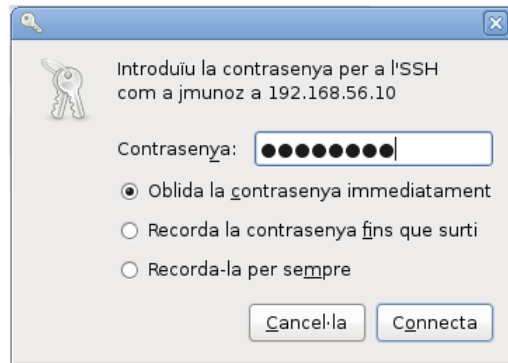 Introduïu la contrasenya per a l'SSH
com a jmunoz a 192.168.56.10
Contrasenya: ●●●●●●●●
Oblida la contrasenya immediatament
Recorda la contrasenya fins que surti
Recorda-la per sempre
Cancel·la Connecta